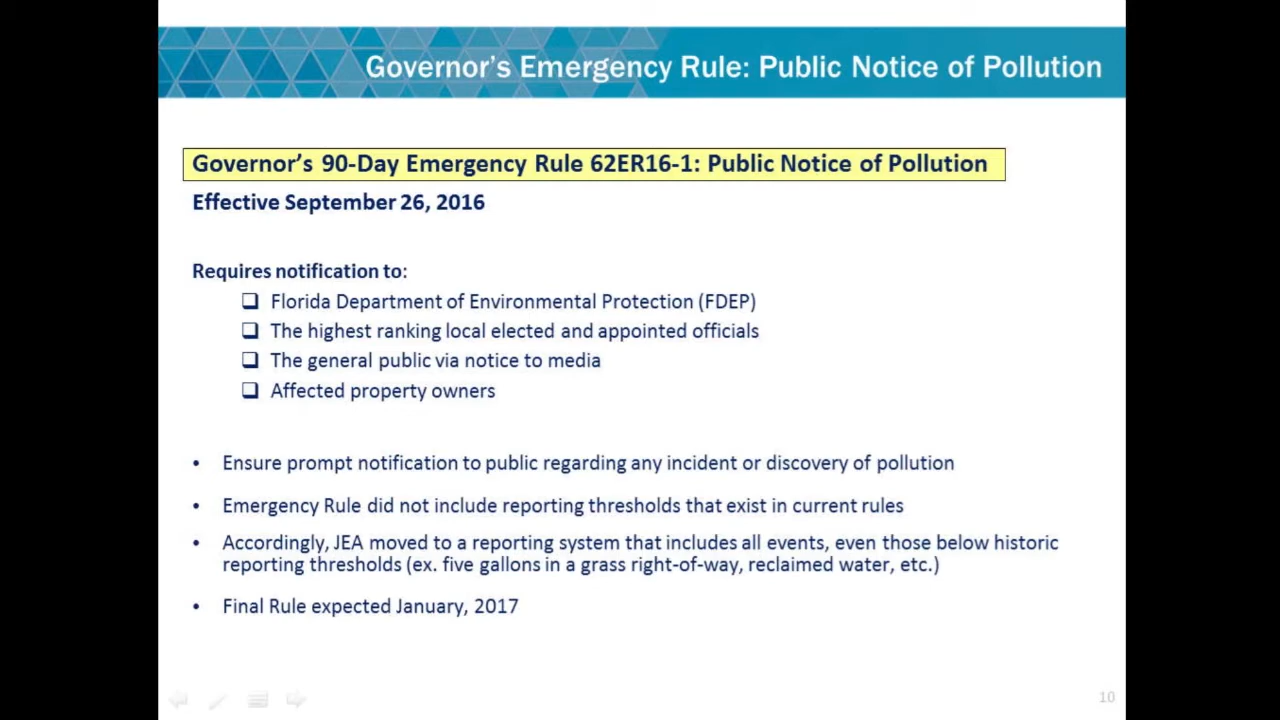 Governor's Emergency Rule: Public Notice of Pollution
Governor's 90-Day Emergency Rule 62ER16-1: Public Notice of Pollution
Effective September 26, 2016
Requires notification to:
❑ Florida Department of Environmental Protection (FDEP)
❑ The highest ranking local elected and appointed officials
❑ The general public via notice to media
❑ Affected property owners
• Ensure prompt notification to public regarding any incident or discovery of pollution
• Emergency Rule did not include reporting thresholds that exist in current rules
• Accordingly, JEA moved to a reporting system that includes all events, even those below historic
reporting thresholds (ex. five gallons in a grass right-of-way, reclaimed water, etc.)
• Final Rule expected January, 2017
10